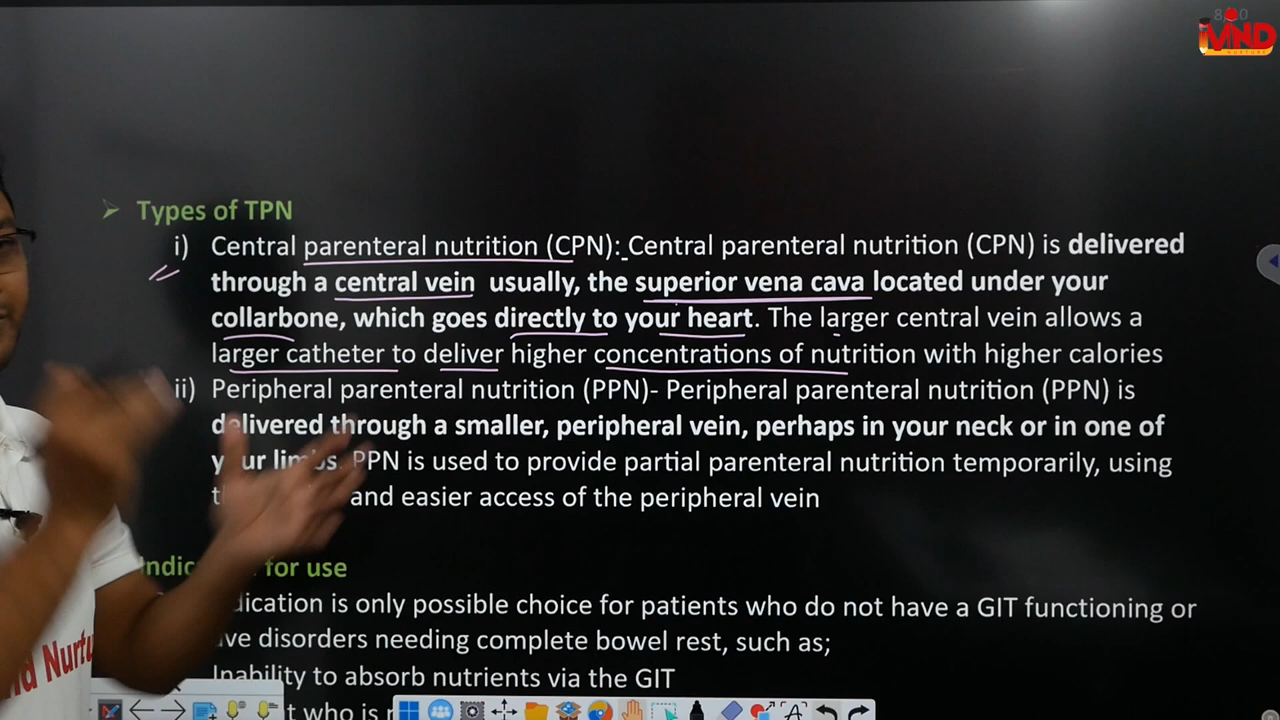 MND
NURTURE
Types of TPN
i) Central parenteral nutrition (CPN): Central parenteral nutrition (CPN) is delivered
through a central vein usually, the superior vena cava located under your
collarbone, which goes directly to your heart. The larger central vein allows a
larger catheter to deliver higher concentrations of nutrition with higher calories
ii) Peripheral parenteral nutrition (PPN)- Peripheral parenteral nutrition (PPN) is
delivered through a smaller, peripheral vein, perhaps in your neck or in one of
your limbs. PPN is used to provide partial parenteral nutrition temporarily, using
and easier access of the peripheral vein
for use
is only possible choice for patients who do not have a GIT functioning or
disorders needing complete bowel rest, such as;
Inability to absorb nutrients via the GIT
t who is